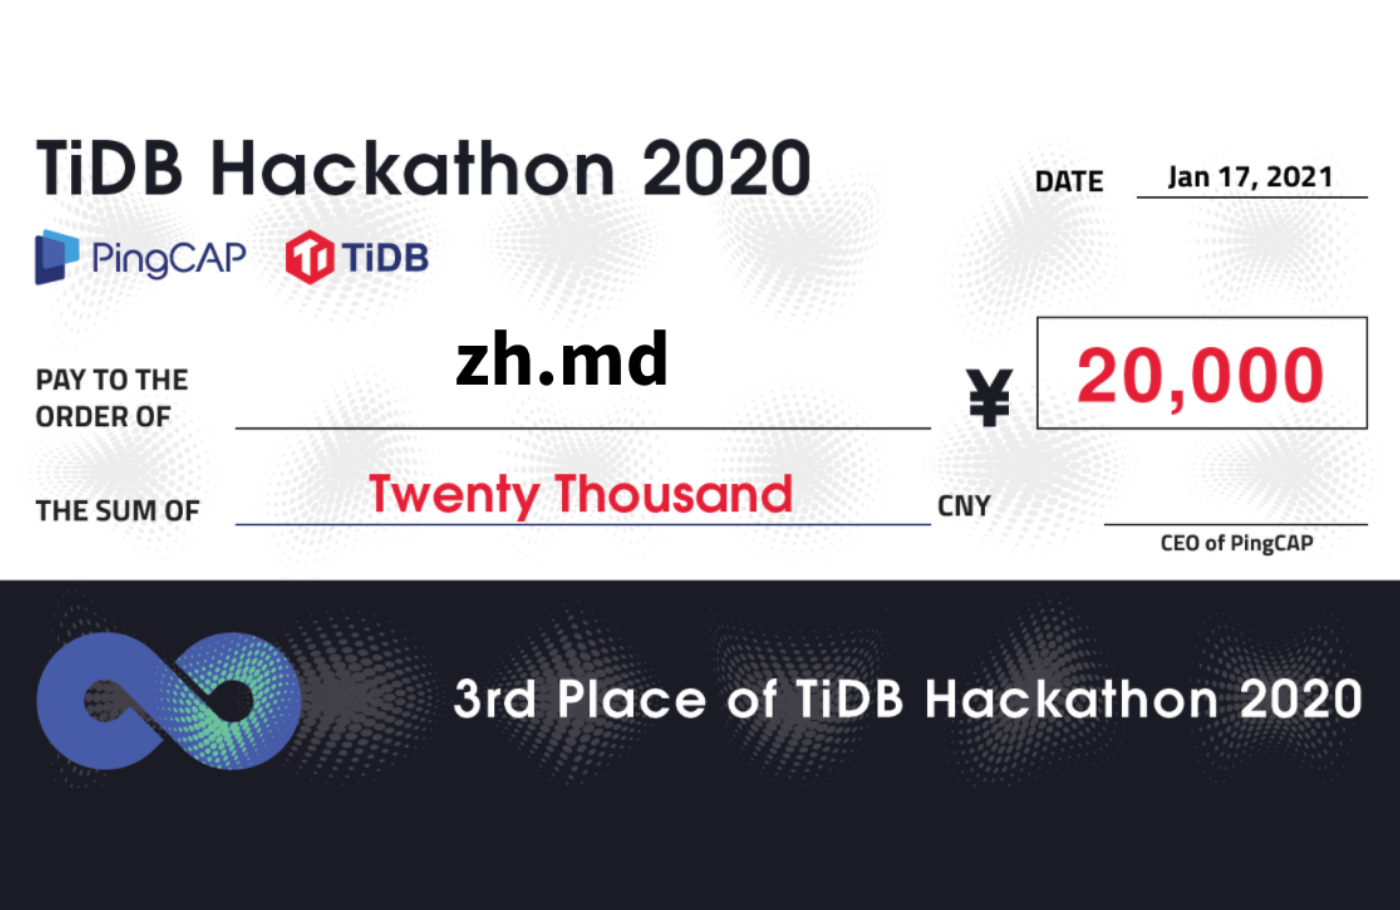 TiDB Hackathon 2020
DATE Jan 17, 2021
PingCAP TiDB
zh.md
PAY TO THE
ORDER OF
¥ 20,000
THE SUM OF Twenty Thousand CNY
CEO of PingCAP
3rd Place of TiDB Hackathon 2020